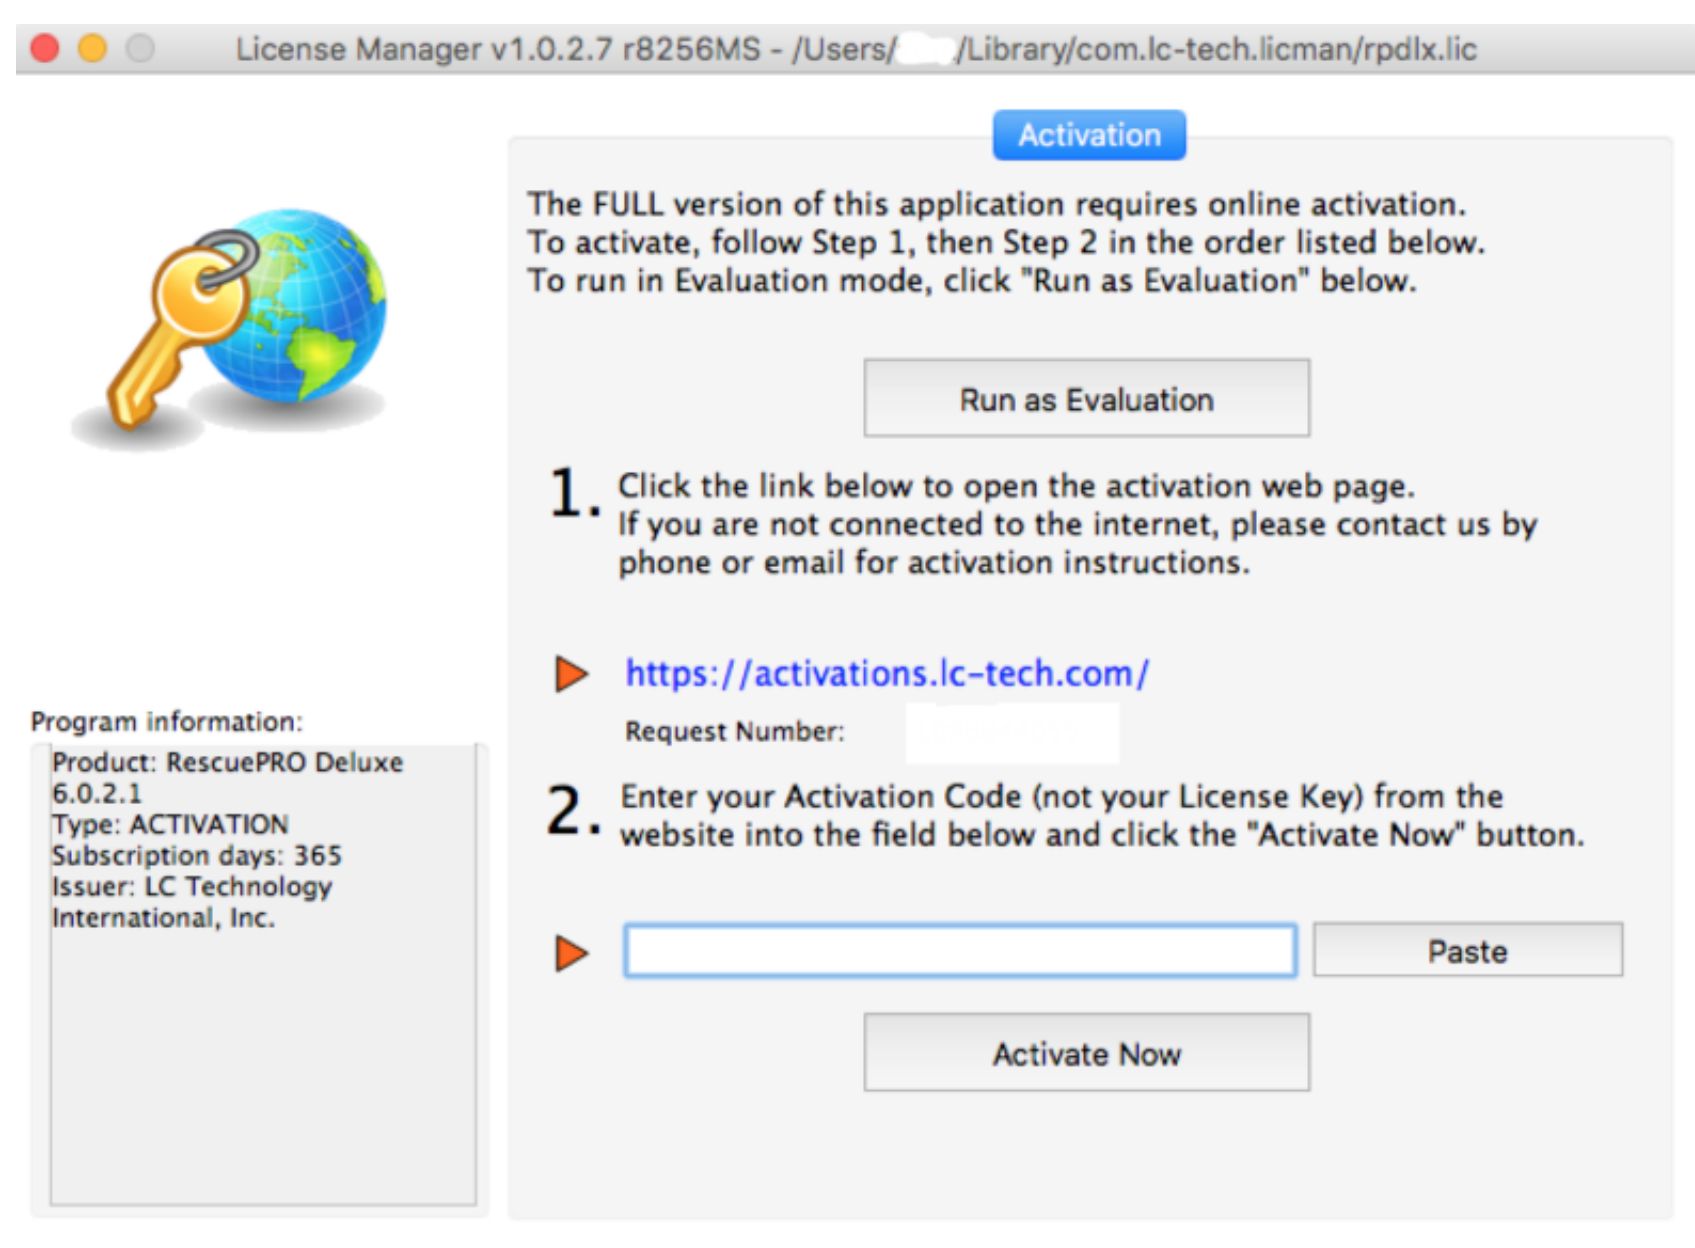 License Manager v1.0.2.7 r8256MS - /Users/ /Library/com.lc-tech.licman/rpdlx.lic
Activation
The FULL version of this application requires online activation.
To activate, follow Step 1, then Step 2 in the order listed below.
To run in Evaluation mode, click "Run as Evaluation" below.
Run as Evaluation
1. Click the link below to open the activation web page.
If you are not connected to the internet, please contact us by
phone or email for activation instructions.
https://activations.lc-tech.com/
Request Number:
2. Enter your Activation Code (not your License Key) from the
website into the field below and click the "Activate Now" button.
Paste
Activate Now
Program information:
Product: RescuePRO Deluxe
6.0.2.1
Type: ACTIVATION
Subscription days: 365
Issuer: LC Technology
International, Inc.